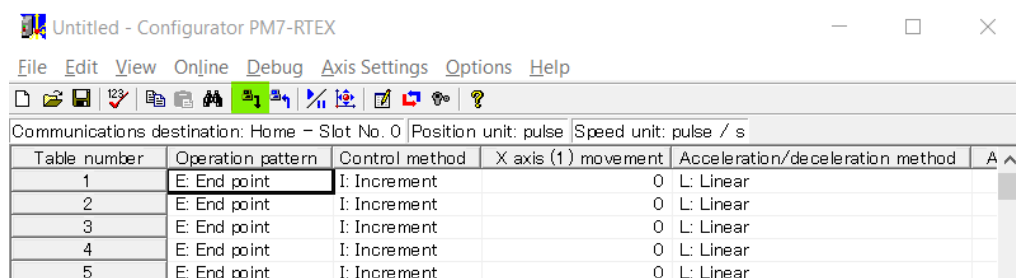 Untitled - Configurator PM7-RTEX
File Edit View Online Debug Axis Settings Options Help
123
Communications destination: Home - Slot No. 0 Position unit: pulse Speed unit: pulse / s
Table number Operation pattern Control method X axis (1) movement Acceleration/deceleration method A
1 E: End point I: Increment 0 L: Linear
2 E: End point I: Increment 0 L: Linear
3 E: End point I: Increment 0 L: Linear
4 E: End point I: Increment 0 L: Linear
5 E: End point I: Increment 0 L: Linear